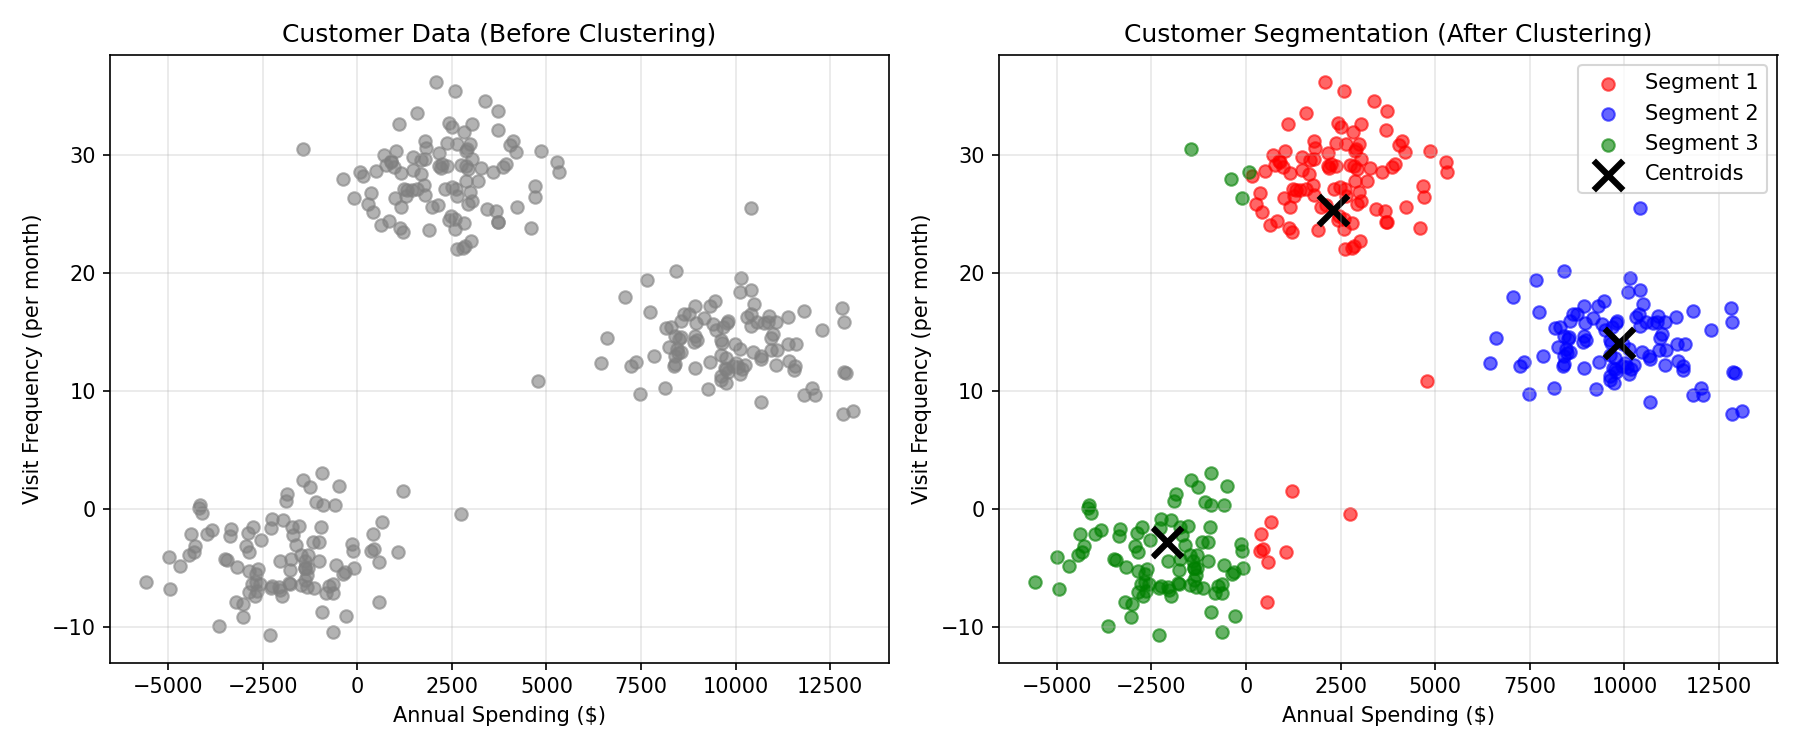 Customer Data (Before Clustering)
Visit Frequency (per month)
30
20
10
0
−10
−5000 −2500 0 2500 5000 7500 10000 12500
Annual Spending ($)
Customer Segmentation (After Clustering)
Segment 1
Segment 2
Segment 3
Centroids
Visit Frequency (per month)
30
20
10
0
−10
−5000 −2500 0 2500 5000 7500 10000 12500
Annual Spending ($)